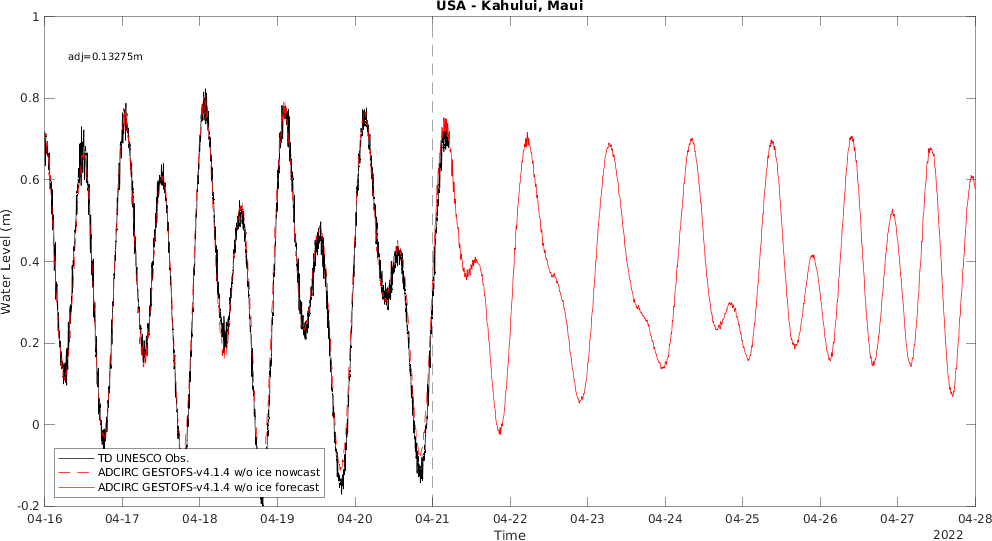 USA - Kahului, Maui
1
adj=0.13275m
0.8
0.6
0.4
0.2
0
-0.2
Water Level (m)
TD UNESCO Obs.
ADCIRC GESTOFS-v4.1.4 w/o ice nowcast
ADCIRC GESTOFS-v4.1.4 w/o ice forecast
04-16 04-17 04-18 04-19 04-20 04-21 04-22 04-23 04-24 04-25 04-26 04-27 04-28
Time
2022